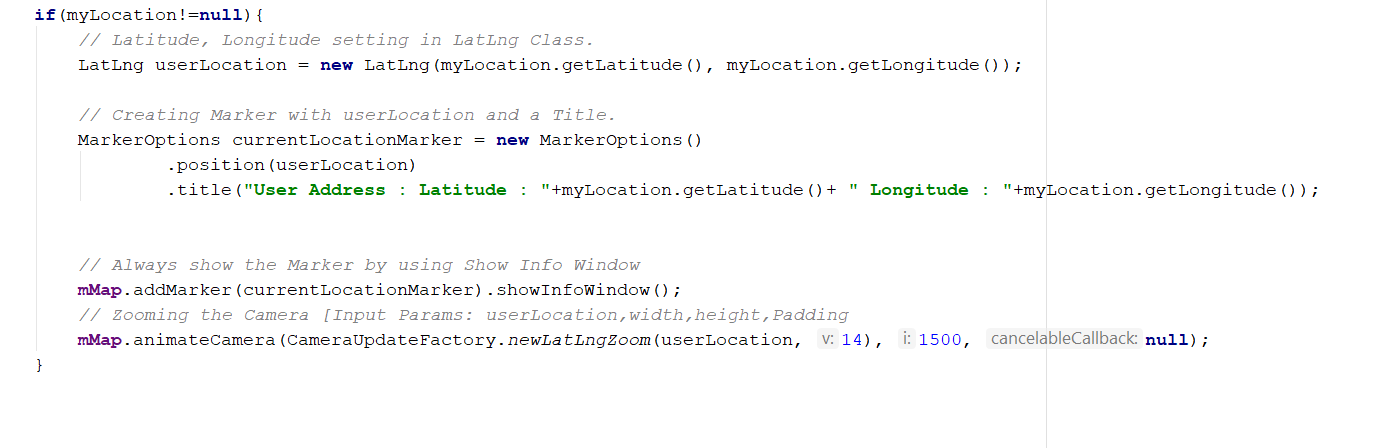 if(myLocation!=null){
// Latitude, Longitude setting in LatLng Class.
LatLng userLocation = new LatLng(myLocation.getLatitude(), myLocation.getLongitude());
// Creating Marker with userLocation and a Title.
MarkerOptions currentLocationMarker = new MarkerOptions()
.position(userLocation)
.title("User Address : Latitude : "+myLocation.getLatitude()+ " Longitude : "+myLocation.getLongitude());
// Always show the Marker by using Show Info Window
mMap.addMarker(currentLocationMarker).showInfoWindow();
// Zooming the Camera [Input Params: userLocation,width,height,Padding
mMap.animateCamera(CameraUpdateFactory.newLatLngZoom(userLocation, v: 14), i: 1500, cancelableCallback: null);
}